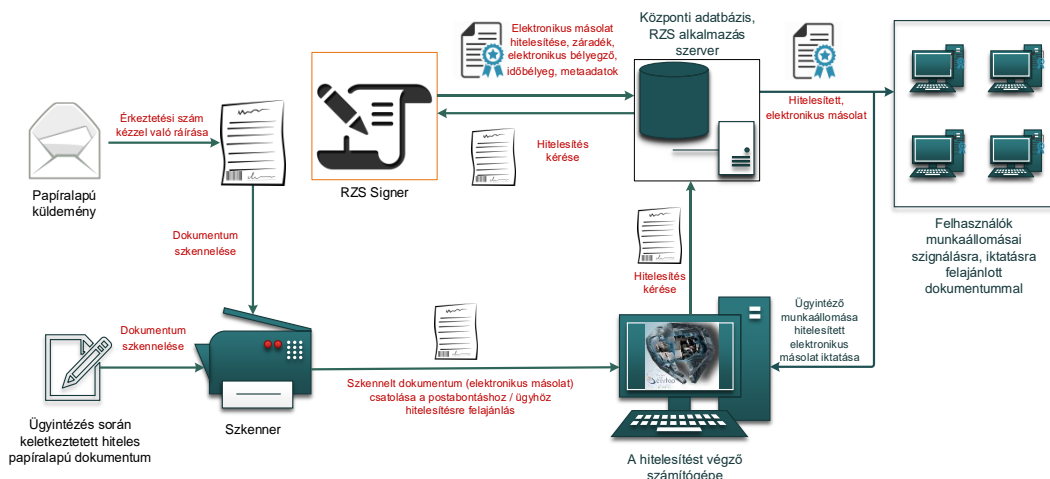 Elektronikus másolat
hitelesítése, záradék,
elektronikus bélyegző,
időbélyeg, metaadatok
Központi adatbázis,
RZS alkalmazás
szerver
Érkeztetési szám
kézzel való ráírása
Hitelesített,
elektronikus másolat
Hitelesítés
kérése
Papíralapú
küldemény
RZS Signer
Felhasználók
munkaállomásai
szignálásra, iktatásra
felajánlott
dokumentummal
Dokumentum
szkennelése
Hitelesítés
kérése
Ügyintéző
munkaállomása
hitelesített
elektronikus
másolat iktatása
Dokumentum
szkennelése
Szkennelt dokumentum (elektronikus másolat)
csatolása a postabontáshoz / ügyhöz
hitelesítésre felajánlás
Ügyintézés során
keletkeztetett hiteles
papíralapú dokumentum
Szkenner
A hitelesítést végző
számítógépe